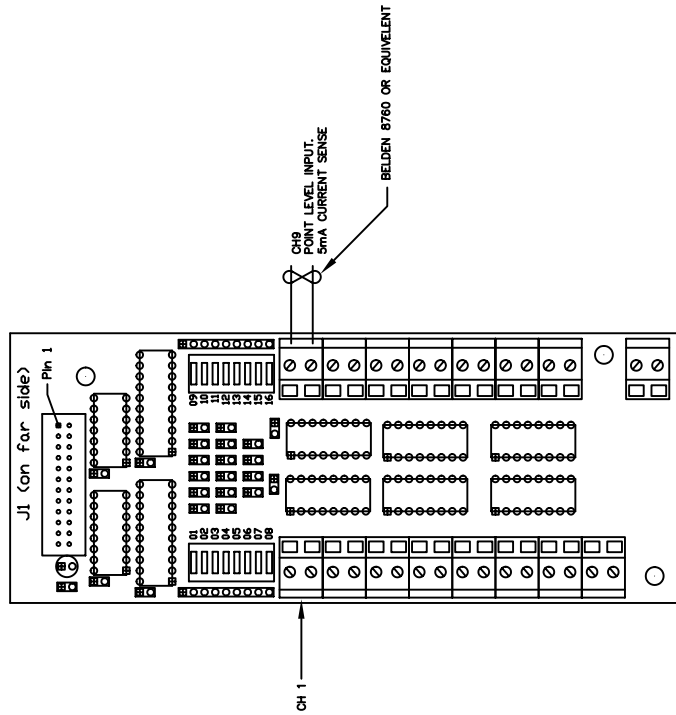 J1 (on far side)
Pin 1
09
10
11
12
13
14
15
16
01
02
03
04
05
06
07
08
CH9
POINT LEVEL INPUT.
5mA CURRENT SENSE
BELDEN 8760 OR EQUIVELENT
CH 1